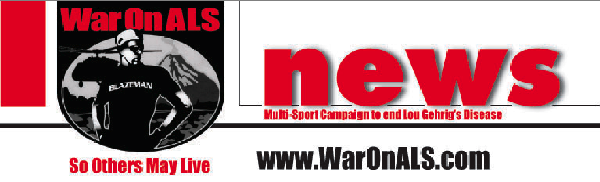 War On ALS
BLAZEMAN
So Others May Live
news
Multi-Sport Campaign to end Lou Gehrig's Disease
www.WarOnALS.com